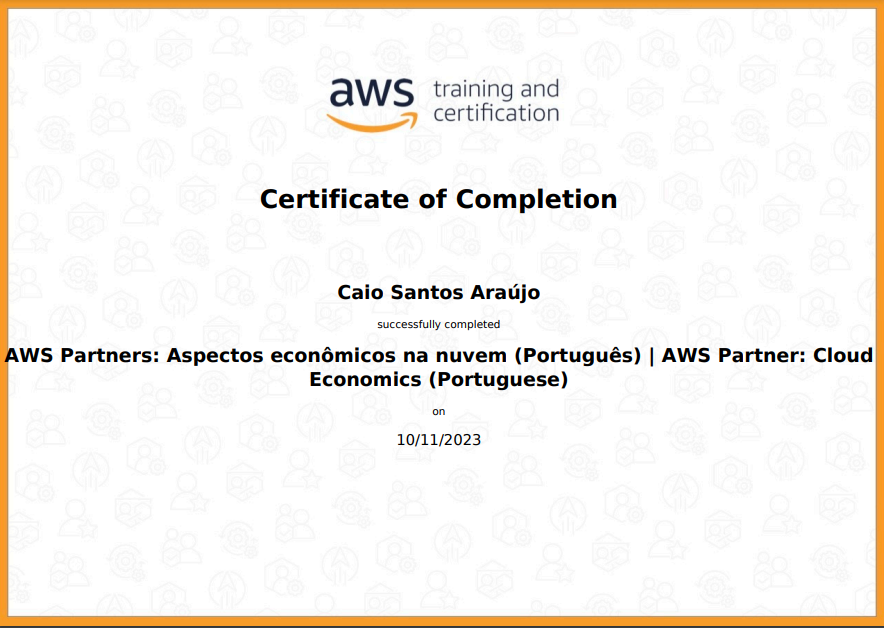 aws training and
certification
Certificate of Completion
Caio Santos Araújo
successfully completed
AWS Partners: Aspectos econômicos na nuvem (Português) | AWS Partner: Cloud
Economics (Portuguese)
on
10/11/2023